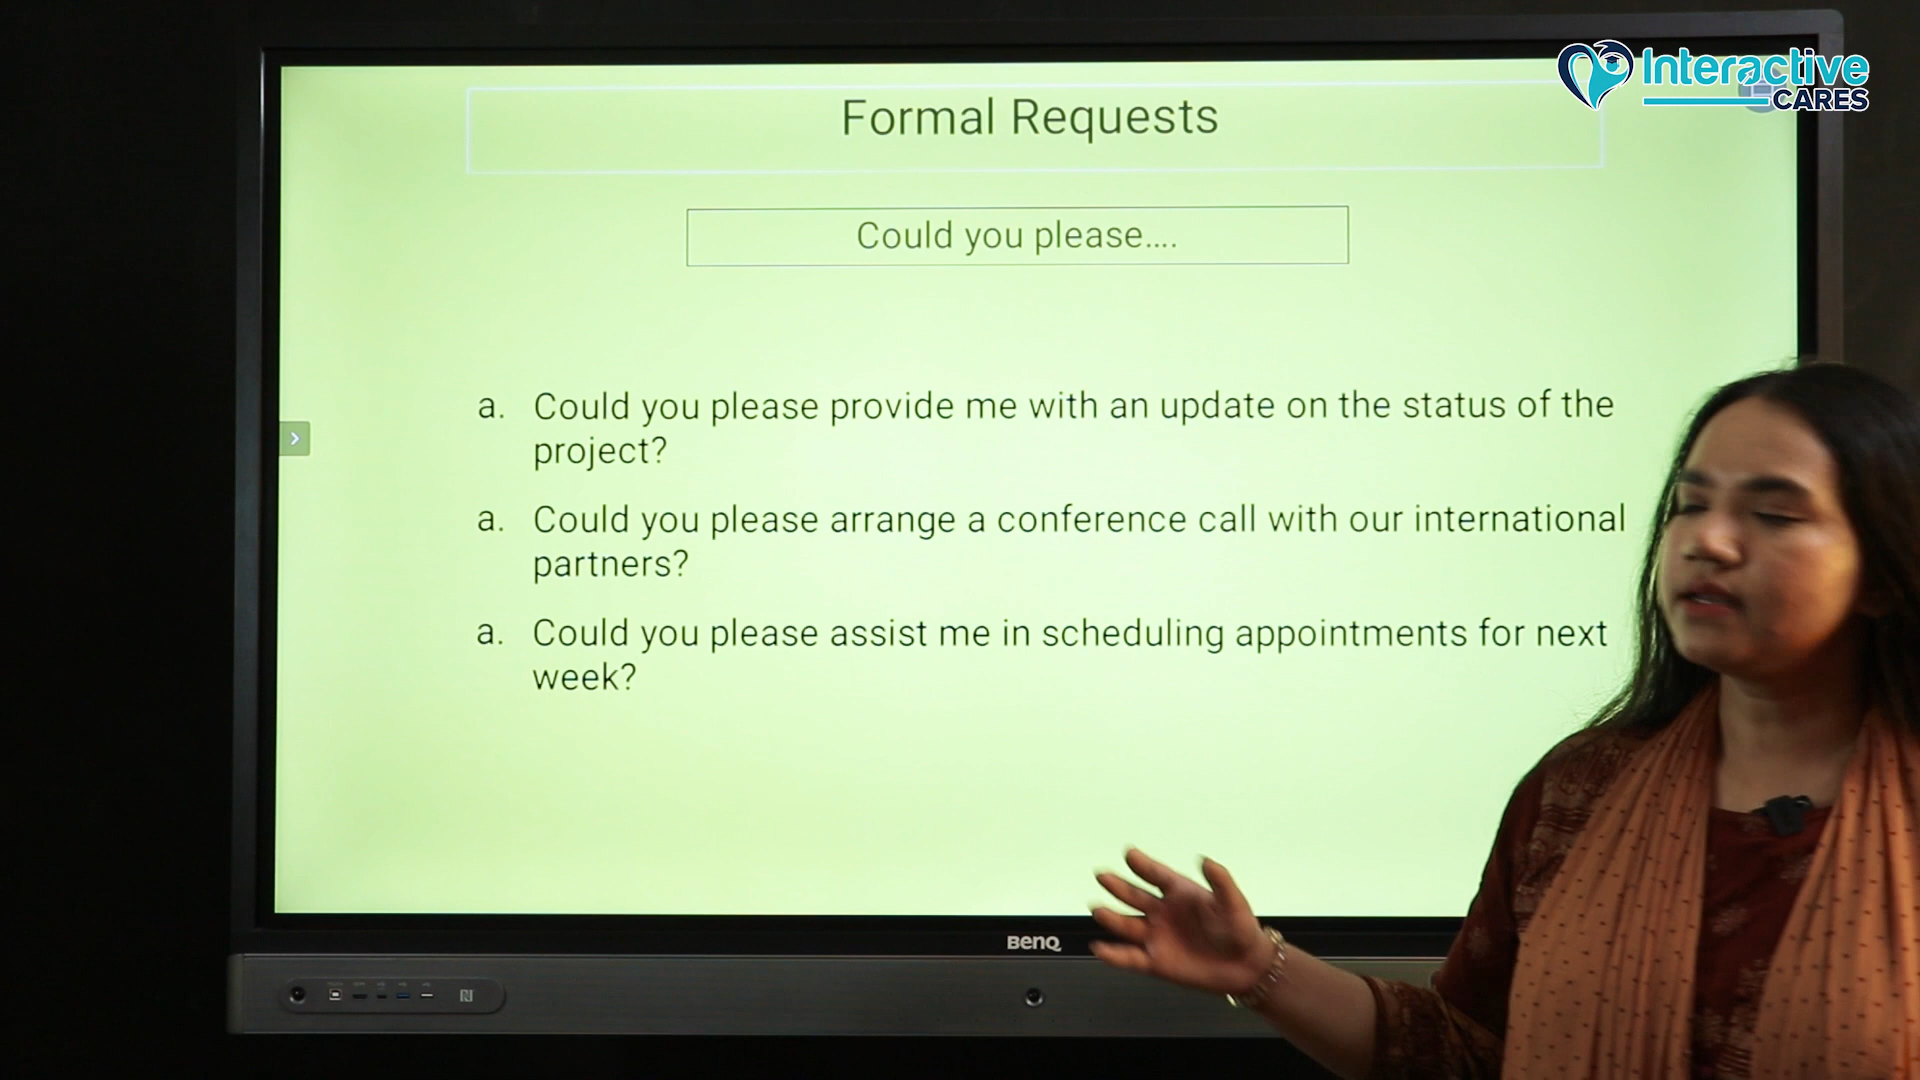 Interactive
CARES
Formal Requests
Could you please....
a. Could you please provide me with an update on the status of the
project?
a. Could you please arrange a conference call with our international
partners?
a. Could you please assist me in scheduling appointments for next
week?
BenQ